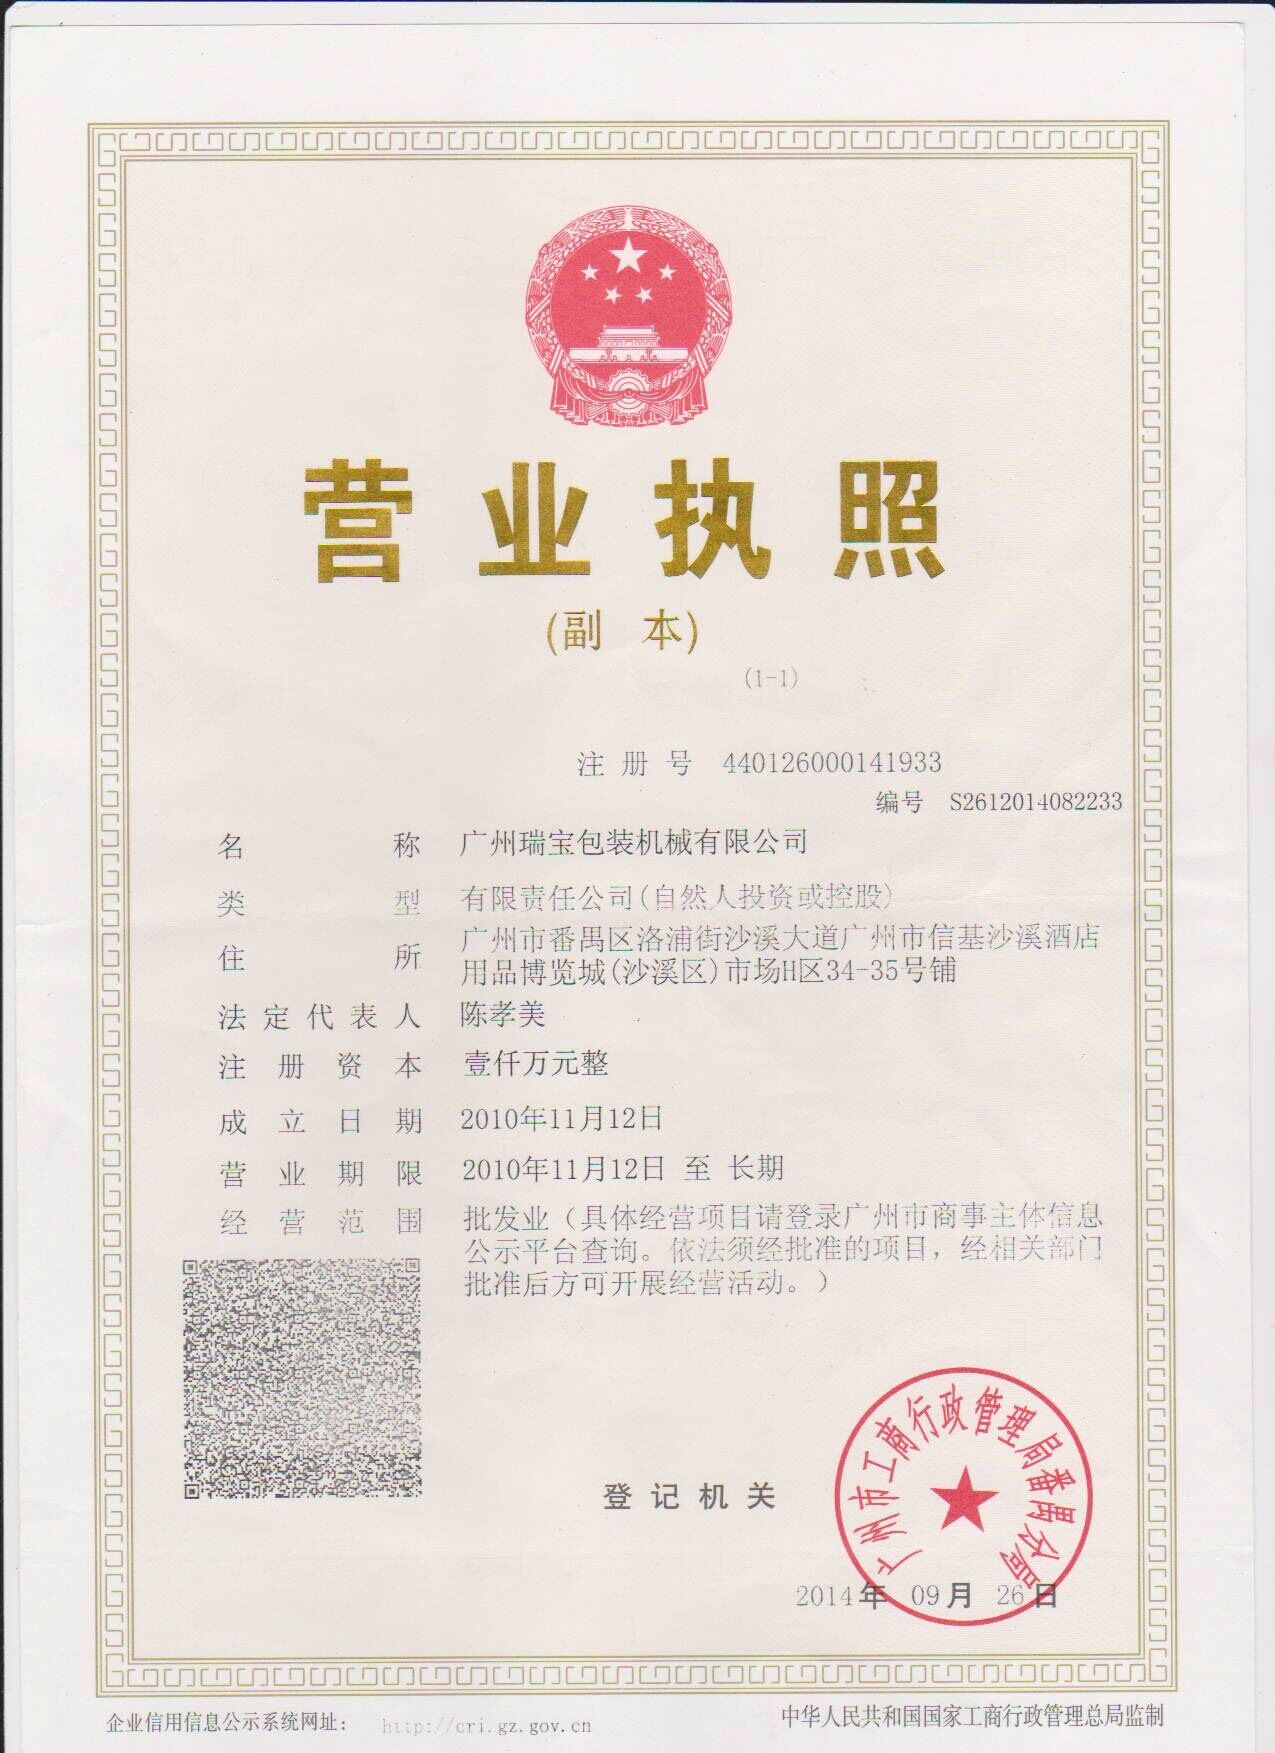 营业执照
(副 本)
(1-1)
注 册 号 440126000141933
编号 S2612014082233
名 称 广州瑞宝包装机械有限公司
类 型 有限责任公司(自然人投资或控股)
住 所 广州市番禺区洛浦街沙溪大道广州市信基沙溪酒店
用品博览城(沙溪区)市场H区34-35号铺
法定代表人 陈孝美
注 册 资 本 壹仟万元整
成 立 日 期 2010年11月12日
营 业 期 限 2010年11月12日 至 长期
经 营 范 围 批发业（具体经营项目请登录广州市商事主体信息
公示平台查询。依法须经批准的项目，经相关部门
批准后方可开展经营活动。）
广州市工商行政管理局番禺分局
登 记 机 关
2014年 09月 26日
企业信用信息公示系统网址： http://cri.gz.gov.cn
中华人民共和国国家工商行政管理总局监制